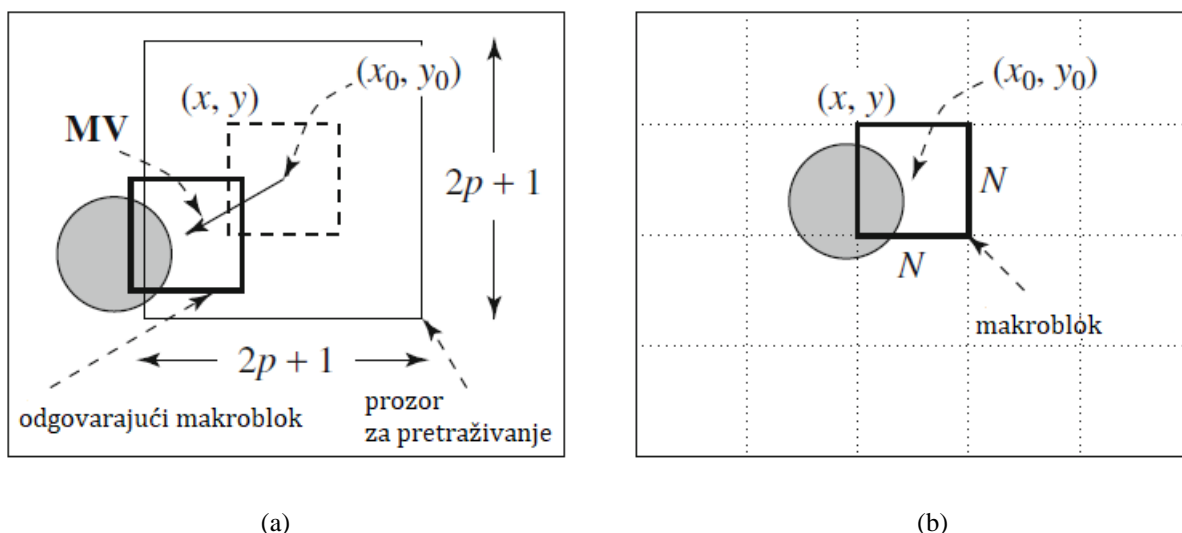 (x₀, y₀)
(x, y)
MV
2p + 1
2p + 1
odgovarajući makroblok
prozor
za pretraživanje
(a)
(x₀, y₀)
(x, y)
N
N
makroblok
(b)